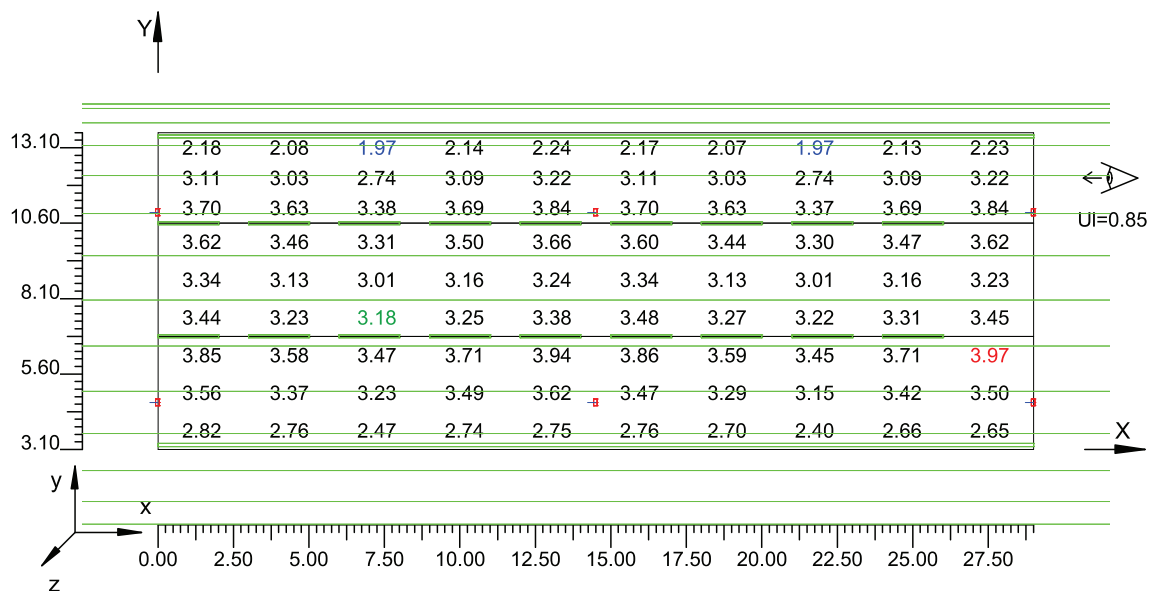 Y
13.10 2.18 2.08 1.97 2.14 2.24 2.17 2.07 1.97 2.13 2.23
3.11 3.03 2.74 3.09 3.22 3.11 3.03 2.74 3.09 3.22
3.70 3.63 3.38 3.69 3.84 3.70 3.63 3.37 3.69 3.84
10.60 Ul=0.85
3.62 3.46 3.31 3.50 3.66 3.60 3.44 3.30 3.47 3.62
3.34 3.13 3.01 3.16 3.24 3.34 3.13 3.01 3.16 3.23
8.10
3.44 3.23 3.18 3.25 3.38 3.48 3.27 3.22 3.31 3.45
3.85 3.58 3.47 3.71 3.94 3.86 3.59 3.45 3.71 3.97
5.60
3.56 3.37 3.23 3.49 3.62 3.47 3.29 3.15 3.42 3.50
2.82 2.76 2.47 2.74 2.75 2.76 2.70 2.40 2.66 2.65 X
3.10
y
x
0.00 2.50 5.00 7.50 10.00 12.50 15.00 17.50 20.00 22.50 25.00 27.50
z